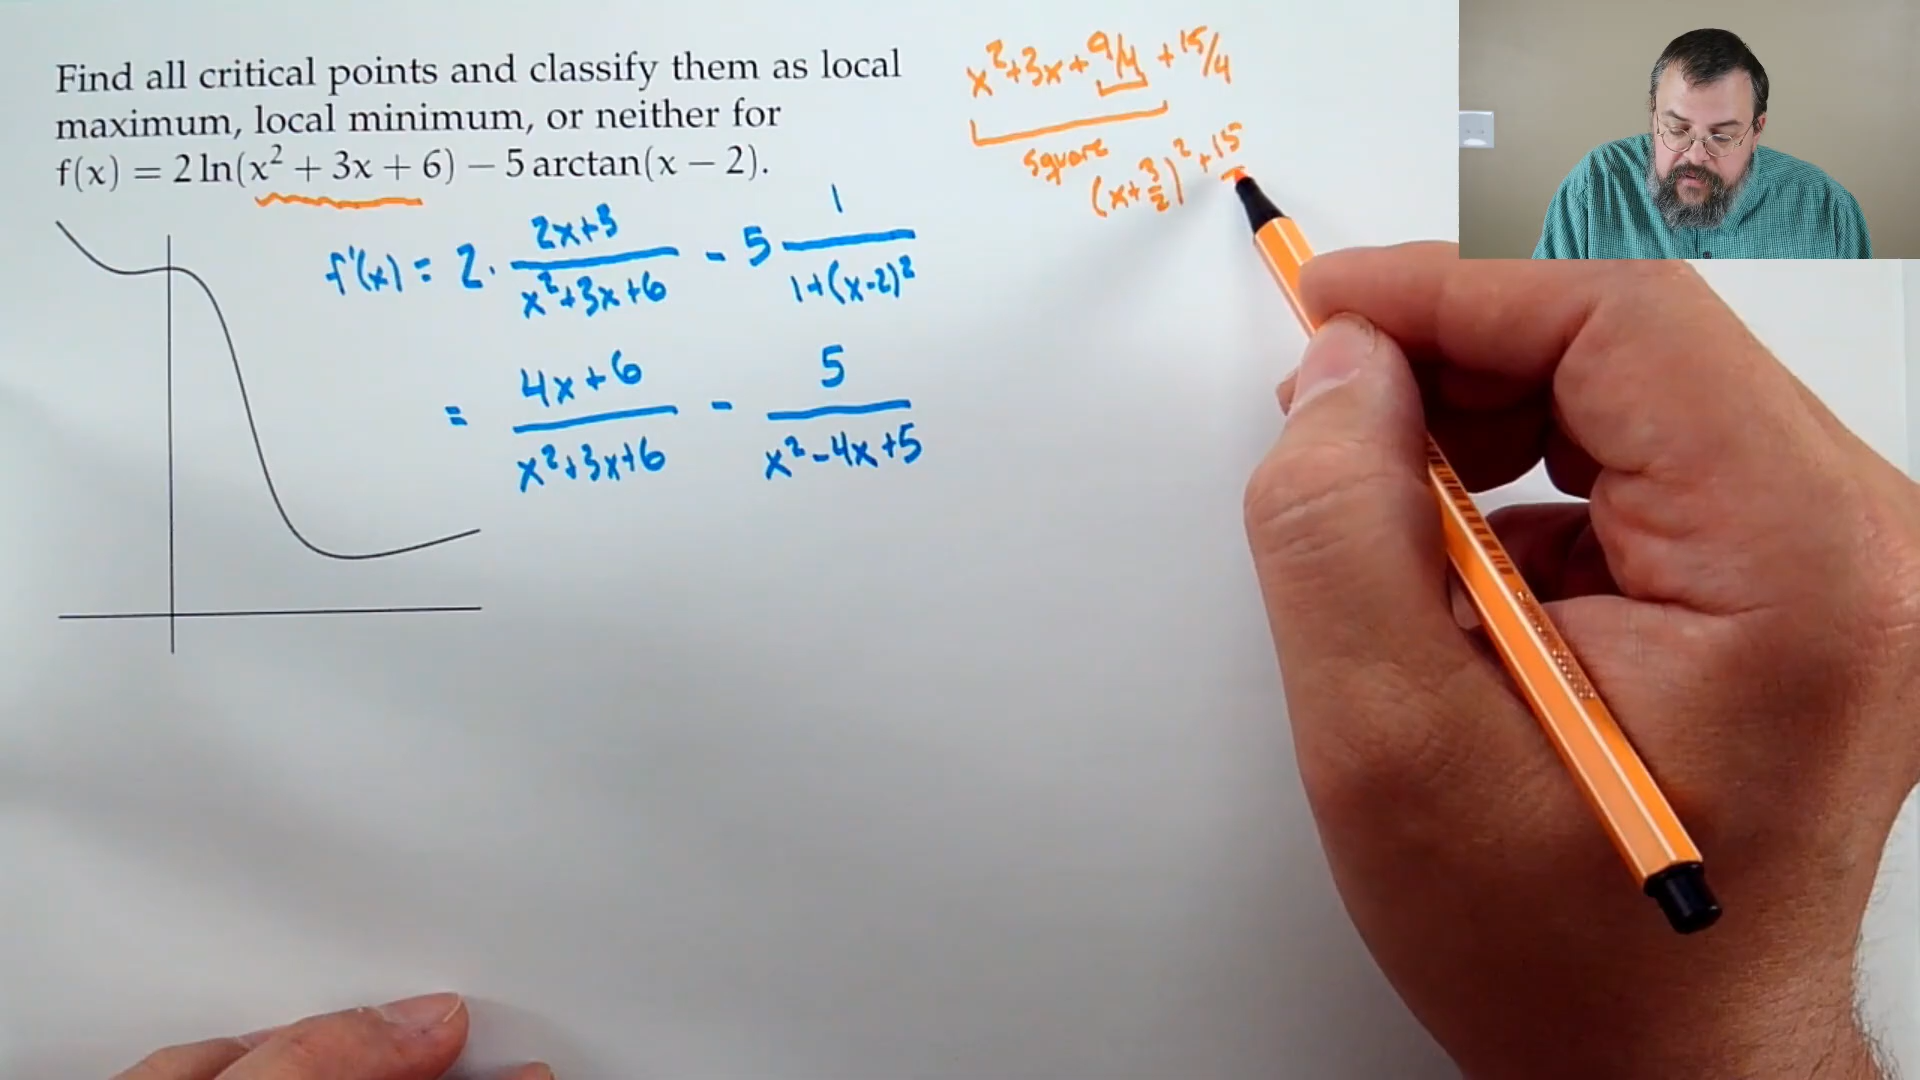 Find all critical points and classify them as local
maximum, local minimum, or neither for
f(x) = 2 ln(x² + 3x + 6) − 5 arctan(x − 2).
x²+3x+9/4 +15/4
square
(x+3/2)² +15
f'(x) = 2 · (2x+3)/(x²+3x+6) - 5 1/(1+(x-2)²)
= (4x+6)/(x²+3x+6) - 5/(x²-4x+5)